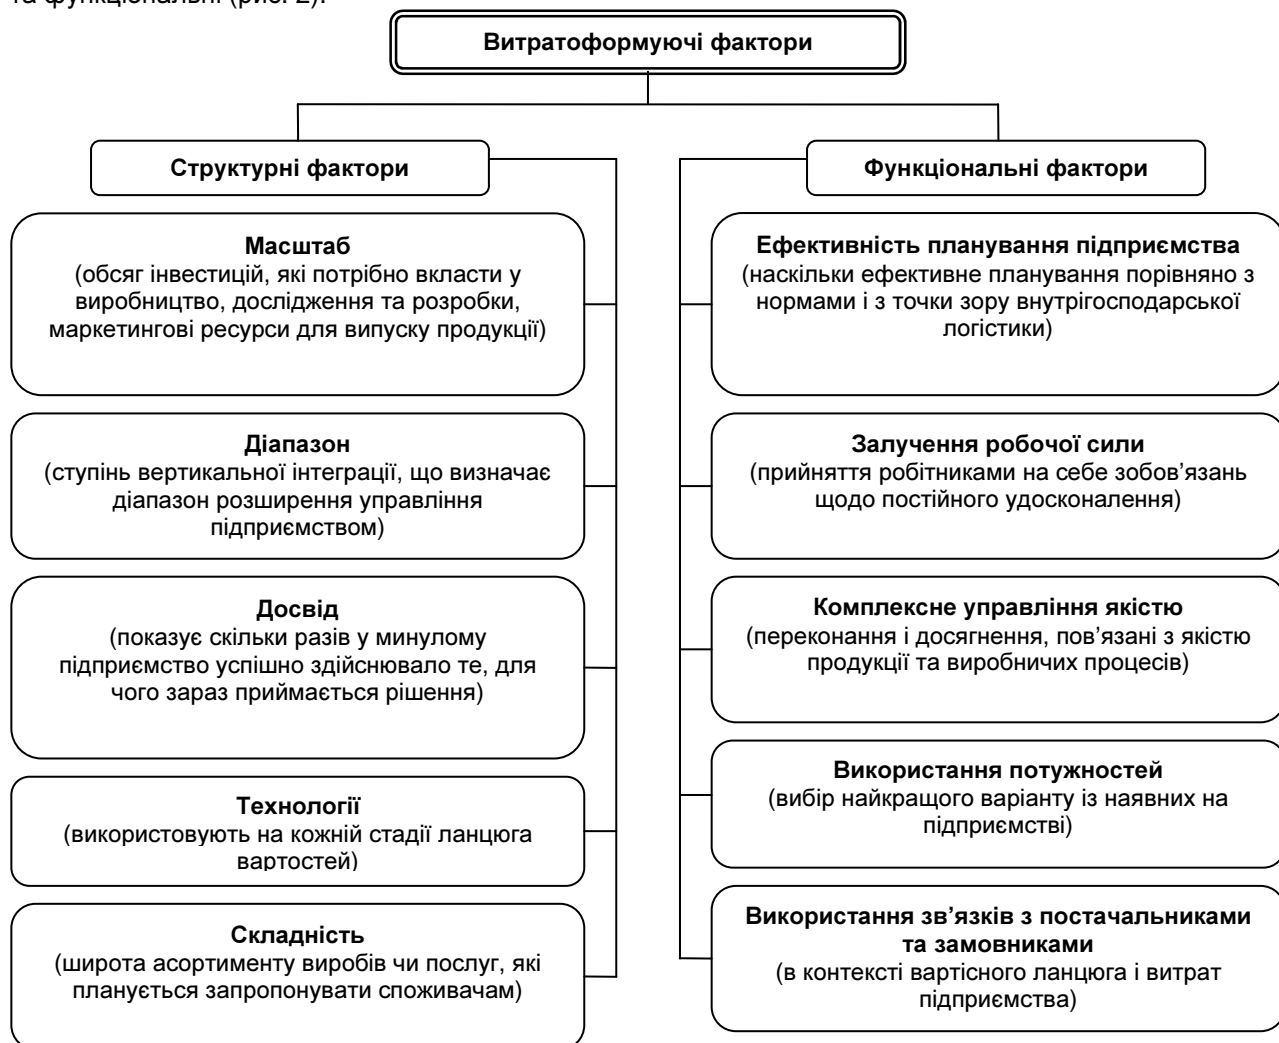 та функціональні (рис. 2).
Витратоформуючі фактори
Структурні фактори
Масштаб
(обсяг інвестицій, які потрібно вкласти у
виробництво, дослідження та розробки,
маркетингові ресурси для випуску продукції)
Діапазон
(ступінь вертикальної інтеграції, що визначає
діапазон розширення управління
підприємством)
Досвід
(показує скільки разів у минулому
підприємство успішно здійснювало те, для
чого зараз приймається рішення)
Технології
(використовують на кожній стадії ланцюга
вартостей)
Складність
(широта асортименту виробів чи послуг, які
планується запропонувати споживачам)
Функціональні фактори
Ефективність планування підприємства
(наскільки ефективне планування порівняно з
нормами і з точки зору внутрігосподарської
логістики)
Залучення робочої сили
(прийняття робітниками на себе зобов’язань
щодо постійного удосконалення)
Комплексне управління якістю
(переконання і досягнення, пов’язані з якістю
продукції та виробничих процесів)
Використання потужностей
(вибір найкращого варіанту із наявних на
підприємстві)
Використання зв’язків з постачальниками
та замовниками
(в контексті вартісного ланцюга і витрат
підприємства)